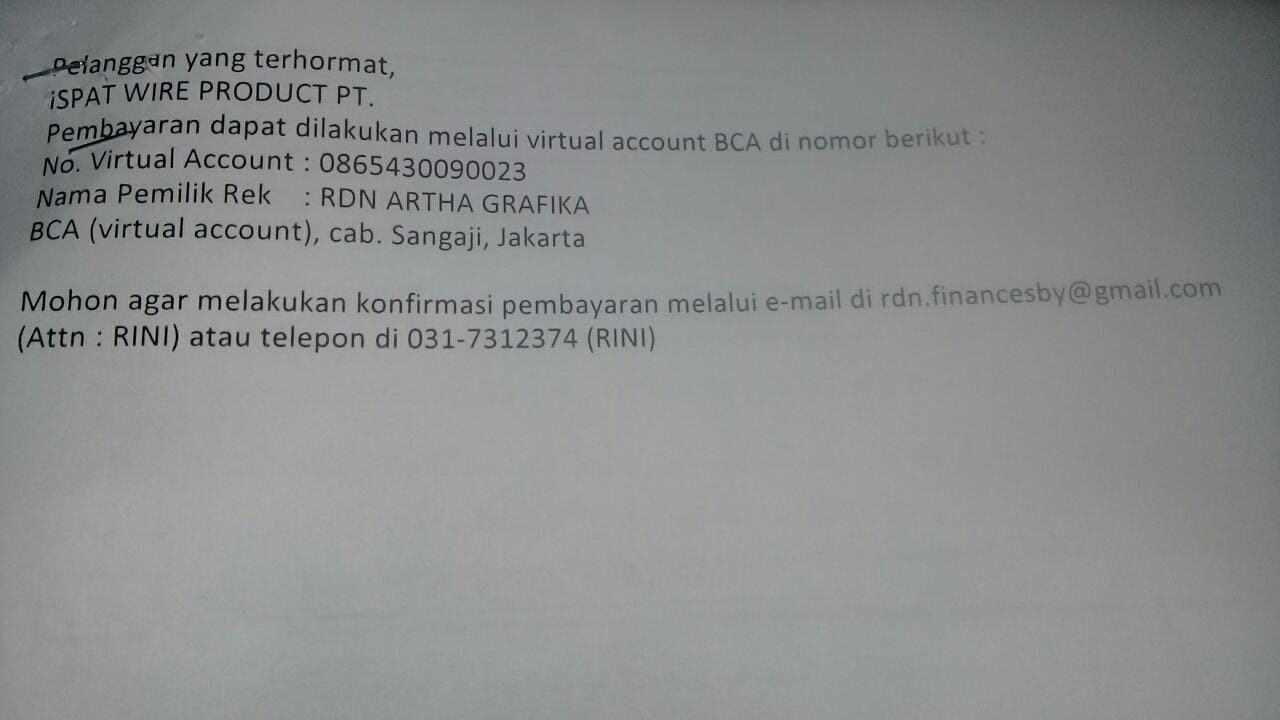 Pelanggan yang terhormat,
iSPAT WIRE PRODUCT PT.
Pembayaran dapat dilakukan melalui virtual account BCA di nomor berikut :
No. Virtual Account : 0865430090023
Nama Pemilik Rek : RDN ARTHA GRAFIKA
BCA (virtual account), cab. Sangaji, Jakarta
Mohon agar melakukan konfirmasi pembayaran melalui e-mail di rdn.financesby@gmail.com
(Attn : RINI) atau telepon di 031-7312374 (RINI)